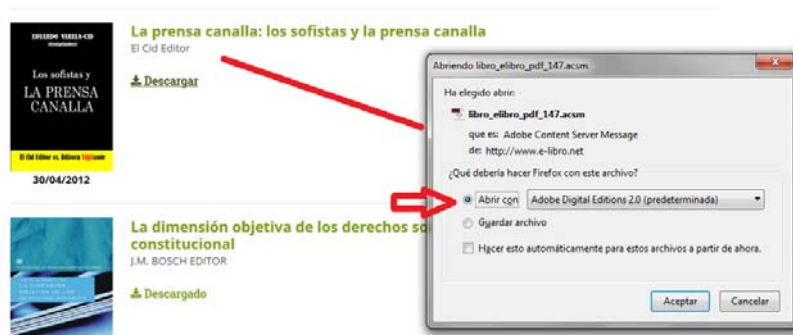 La prensa canalla: los sofistas y la prensa canalla
El Cid Editor
EDUARDO VARELA-CID
Los sofistas y
LA PRENSA
CANALLA
Descargar
30/04/2012
Abriendo libro_elibro_pdf_147.acsm
Ha elegido abrir:
libro_elibro_pdf_147.acsm
que es: Adobe Content Server Message
de: http://www.e-libro.net
¿Qué debería hacer Firefox con este archivo?
Abrir con
Adobe Digital Editions 2.0 (predeterminada)
Guardar archivo
Hacer esto automáticamente para estos archivos a partir de ahora.
Aceptar
Cancelar
La dimensión objetiva de los derechos
constitucional
J.M. BOSCH EDITOR
Descargado